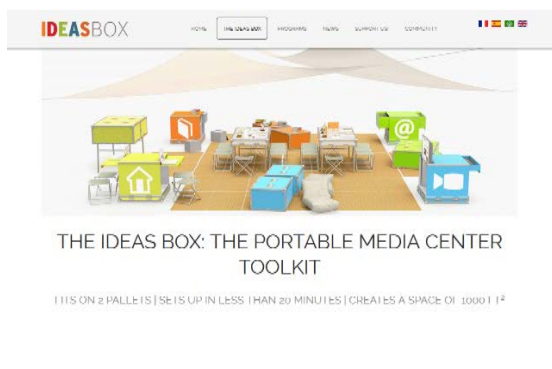 IDEASBOX
HOME THE IDEAS BOX PROGRAMS NEWS SUPPORT US COMMUNITY
@
THE IDEAS BOX: THE PORTABLE MEDIA CENTER
TOOLKIT
FITS ON 2 PALLETS | SETS UP IN LESS THAN 20 MINUTES | CREATES A SPACE OF 1000 FT²